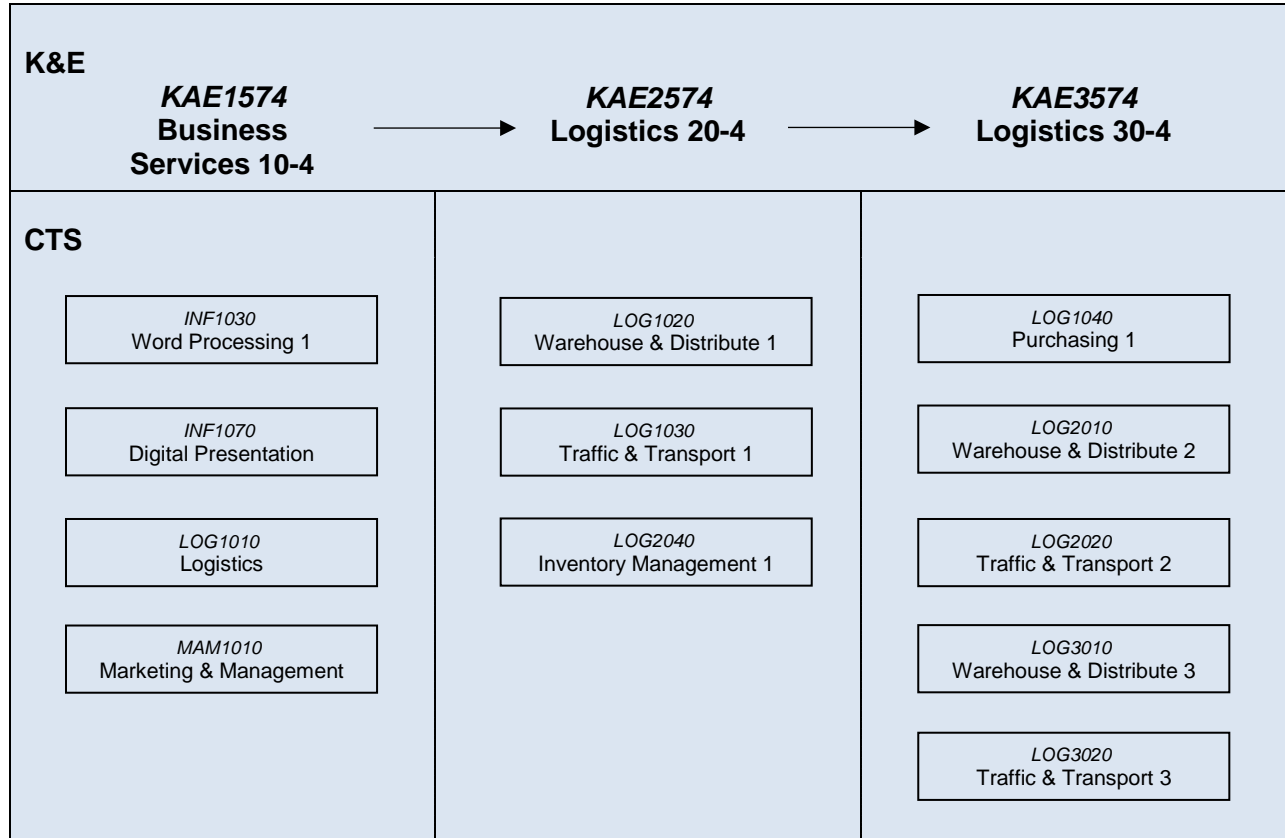 K&E
KAE1574
Business
Services 10-4
KAE2574
Logistics 20-4
KAE3574
Logistics 30-4
CTS
INF1030
Word Processing 1
INF1070
Digital Presentation
LOG1010
Logistics
MAM1010
Marketing & Management
LOG1020
Warehouse & Distribute 1
LOG1030
Traffic & Transport 1
LOG2040
Inventory Management 1
LOG1040
Purchasing 1
LOG2010
Warehouse & Distribute 2
LOG2020
Traffic & Transport 2
LOG3010
Warehouse & Distribute 3
LOG3020
Traffic & Transport 3